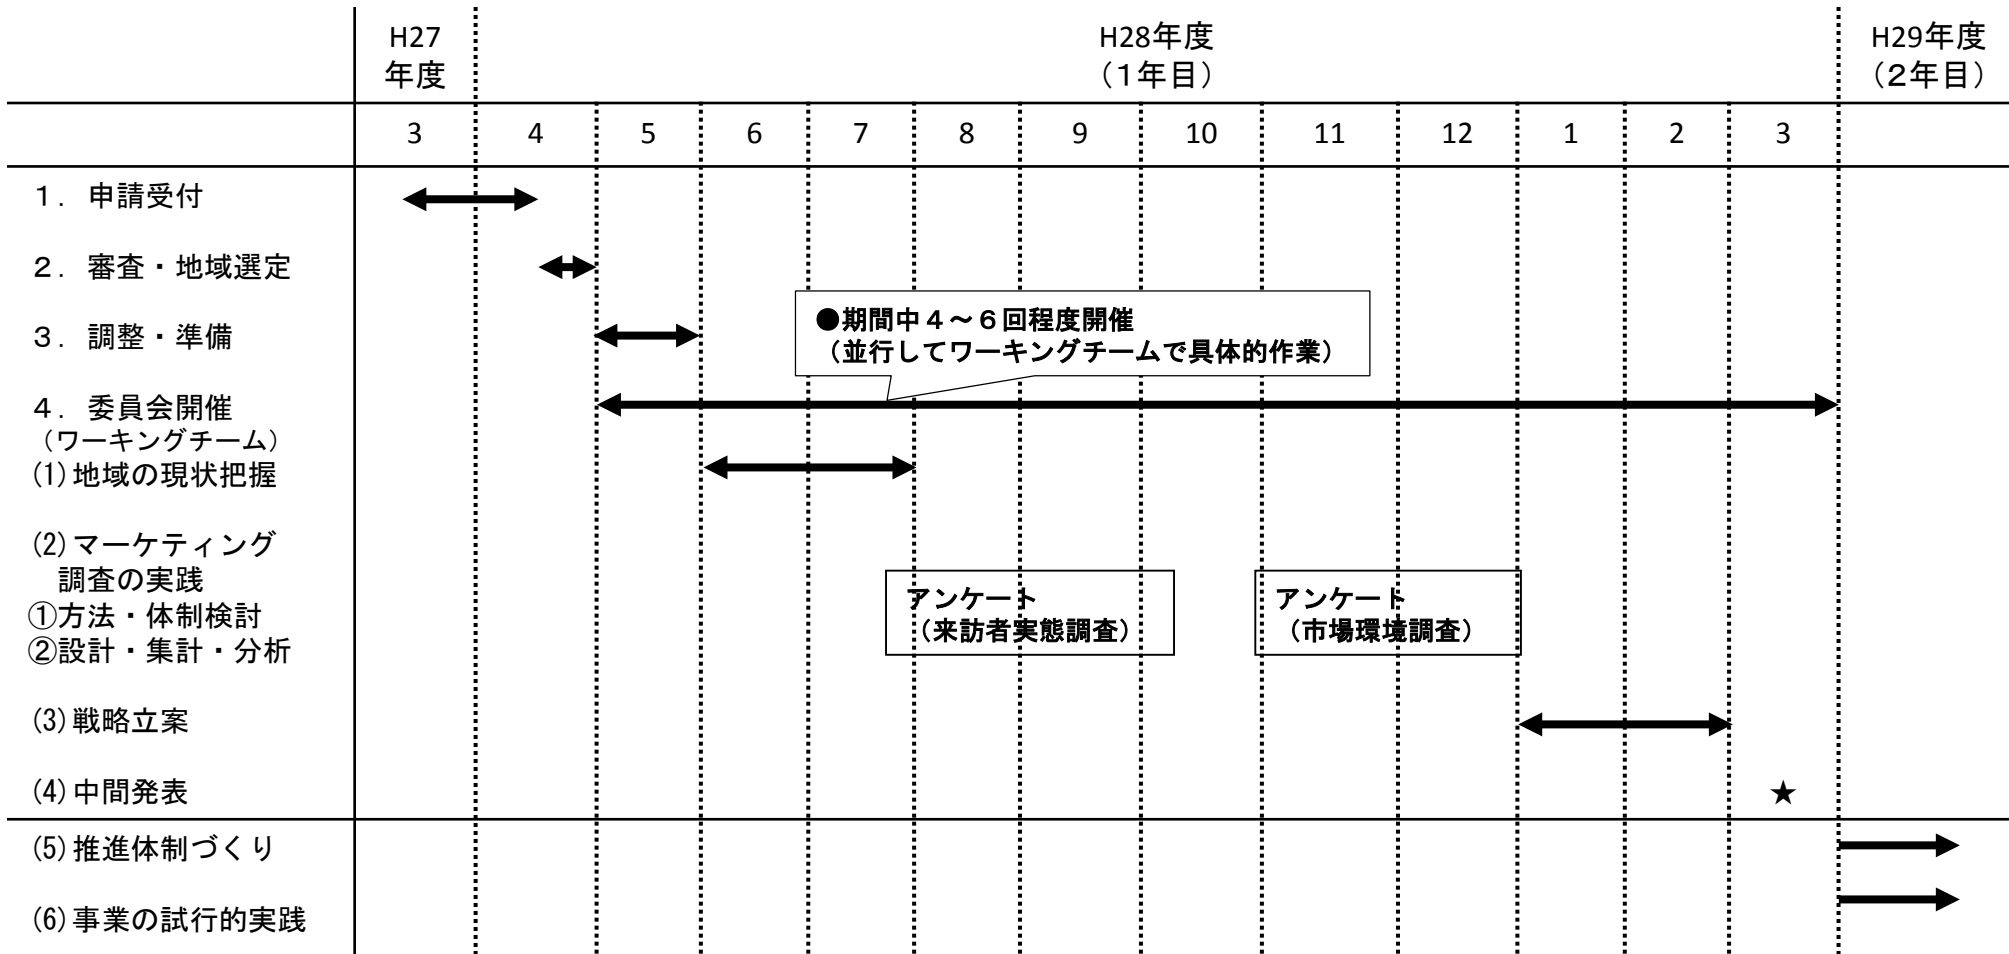 H27
年度
H28年度
（１年目）
H29年度
（２年目）
3 4 5 6 7 8 9 10 11 12 1 2 3
１．申請受付
２．審査・地域選定
３．調整・準備
●期間中４～６回程度開催
（並行してワーキングチームで具体的作業）
４．委員会開催
（ワーキングチーム）
(1)地域の現状把握
(2)マーケティング
調査の実践
①方法・体制検討
②設計・集計・分析
アンケート
（来訪者実態調査）
アンケート
（市場環境調査）
(3)戦略立案
(4)中間発表
★
(5)推進体制づくり
(6)事業の試行的実践